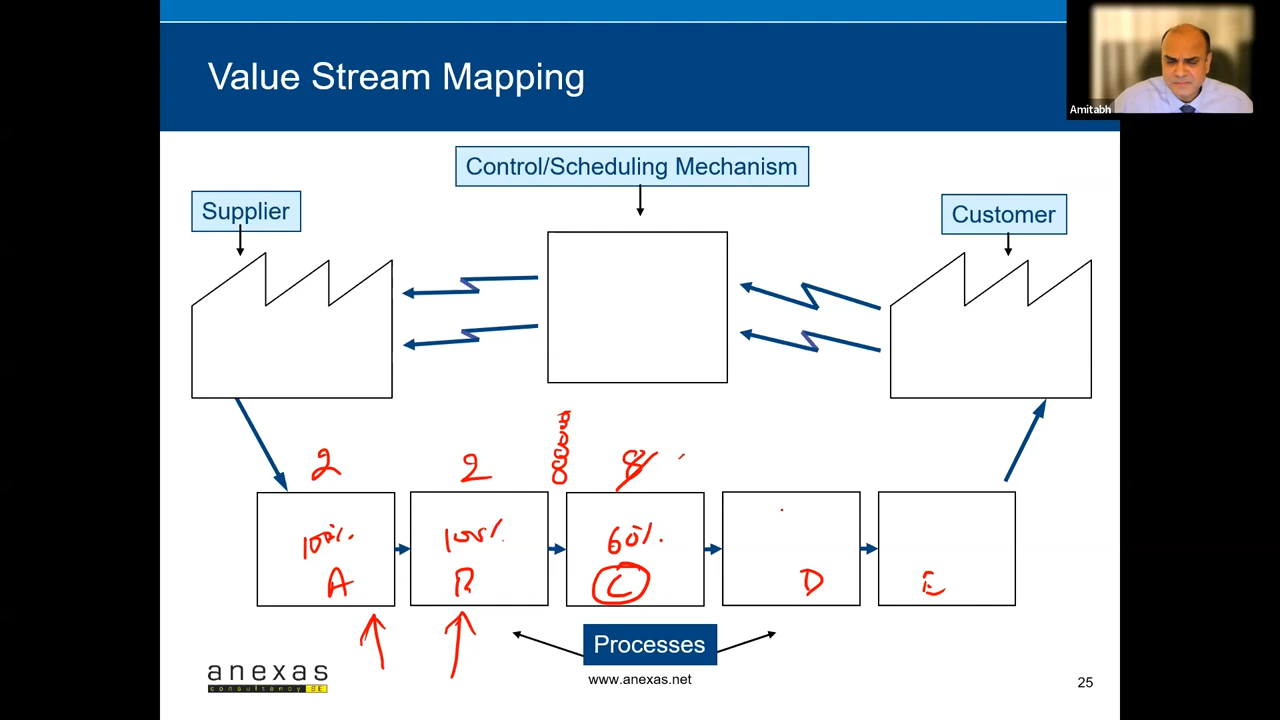 Value Stream Mapping
Amitabh
Control/Scheduling Mechanism
Supplier
Customer
2 2 8
100% 100% 60%
A B C D E
Processes
anexas
consultancy
www.anexas.net
25